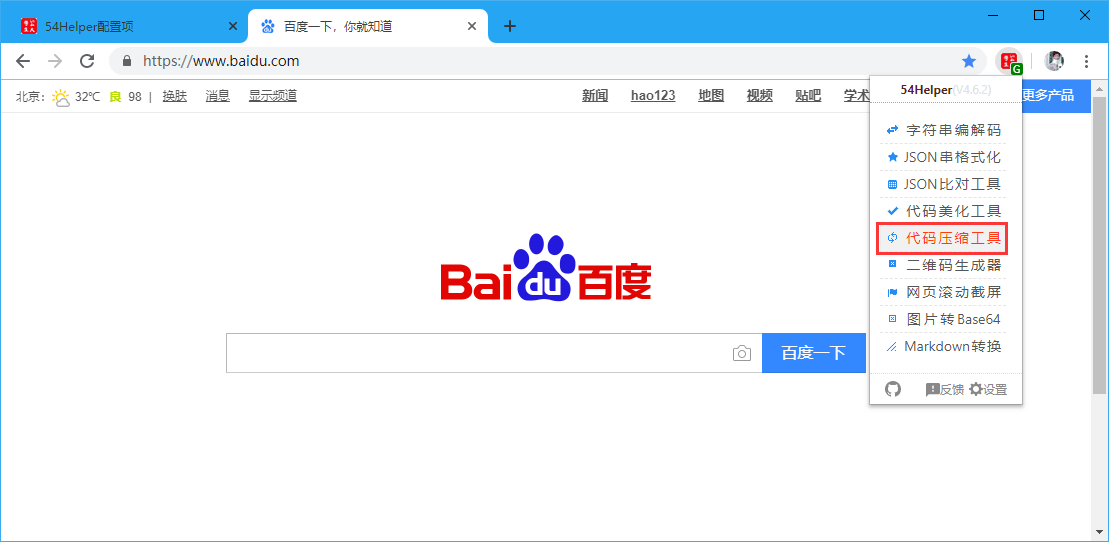 54Helper配置项
百度一下，你就知道
https://www.baidu.com
G
北京: 32℃ 良 98 | 换肤 消息 显示频道
新闻 hao123 地图 视频 贴吧 学术 更多产品
54Helper(V4.6.2)
字符串编解码
JSON串格式化
JSON比对工具
代码美化工具
代码压缩工具
二维码生成器
网页滚动截屏
图片转Base64
Markdown转换
反馈 设置
Bai du 百度
百度一下